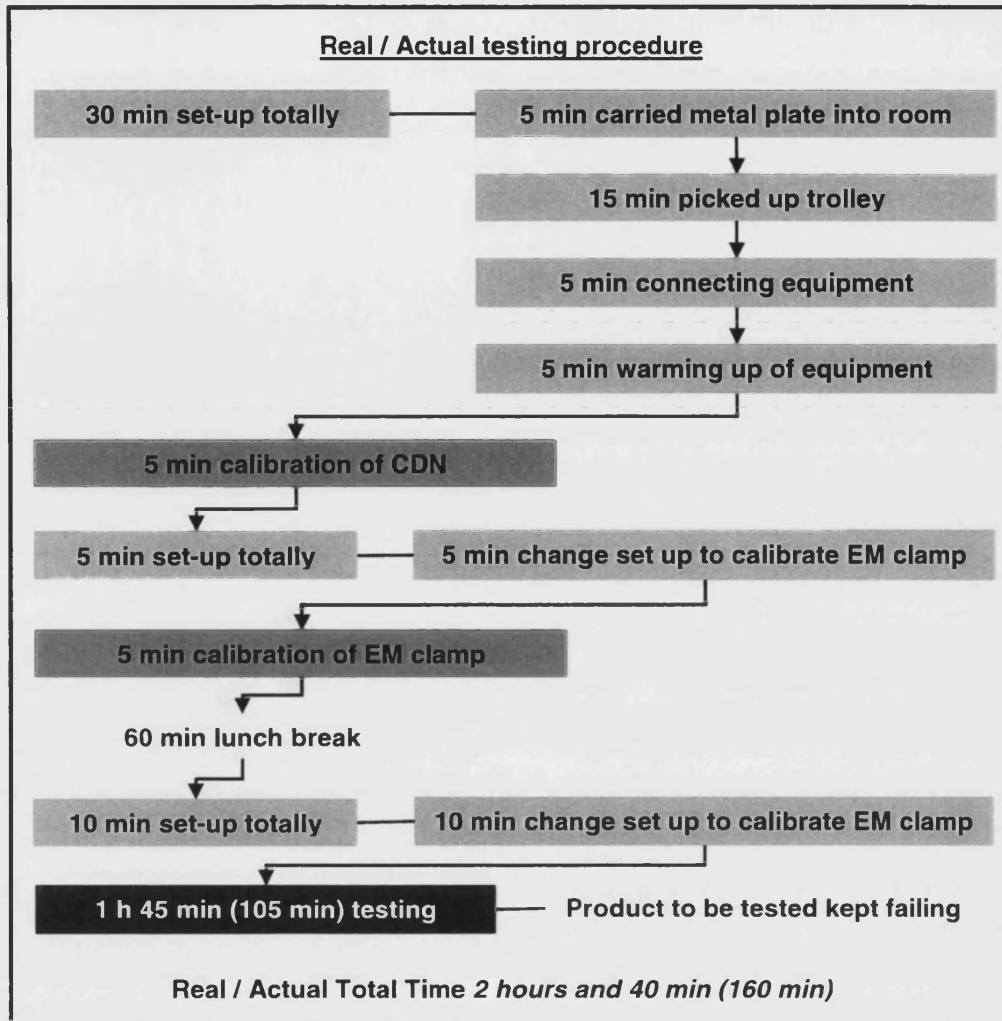 Real / Actual testing procedure
30 min set-up totally
5 min carried metal plate into room
15 min picked up trolley
5 min connecting equipment
5 min warming up of equipment
5 min calibration of CDN
5 min set-up totally
5 min change set up to calibrate EM clamp
5 min calibration of EM clamp
60 min lunch break
10 min set-up totally
10 min change set up to calibrate EM clamp
1 h 45 min (105 min) testing
Product to be tested kept failing
Real / Actual Total Time 2 hours and 40 min (160 min)